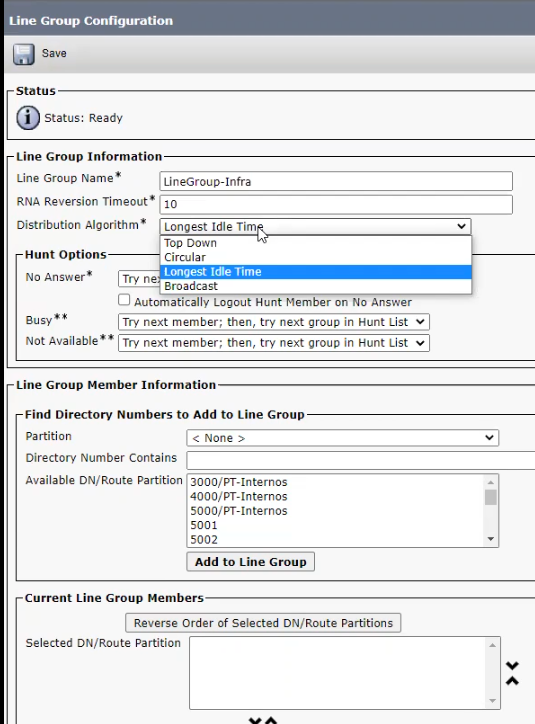 Line Group Configuration
Save
Status
Status: Ready
Line Group Information
Line Group Name* LineGroup-Infra
RNA Reversion Timeout* 10
Distribution Algorithm* Longest Idle Time
Top Down
Circular
Longest Idle Time
Broadcast
Hunt Options
No Answer* Try
Automatically Logout Hunt Member on No Answer
Busy** Try next member; then, try next group in Hunt List
Not Available** Try next member; then, try next group in Hunt List
Line Group Member Information
Find Directory Numbers to Add to Line Group
Partition < None >
Directory Number Contains
Available DN/Route Partition 3000/PT-Internos
4000/PT-Internos
5000/PT-Internos
5001
5002
Add to Line Group
Current Line Group Members
Reverse Order of Selected DN/Route Partitions
Selected DN/Route Partition